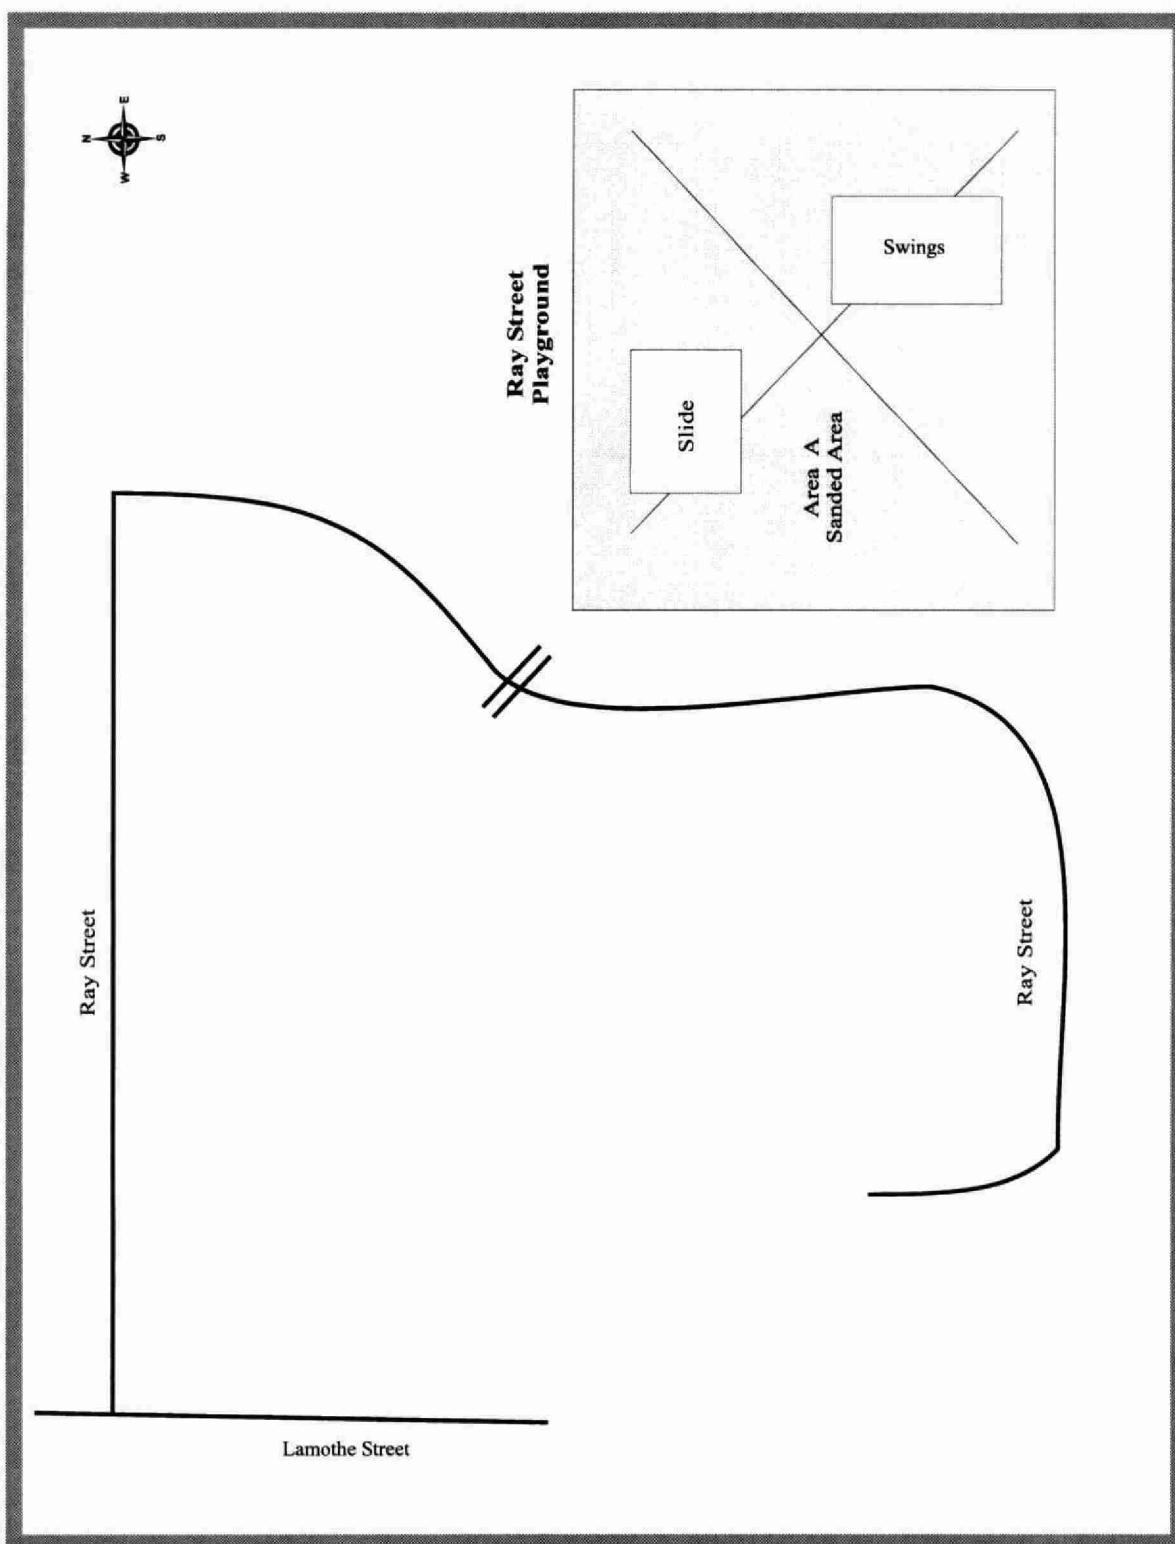 N
E
W
S
Ray Street
Playground
Swings
Slide
Area A
Sanded Area
Ray Street
Ray Street
Lamothe Street